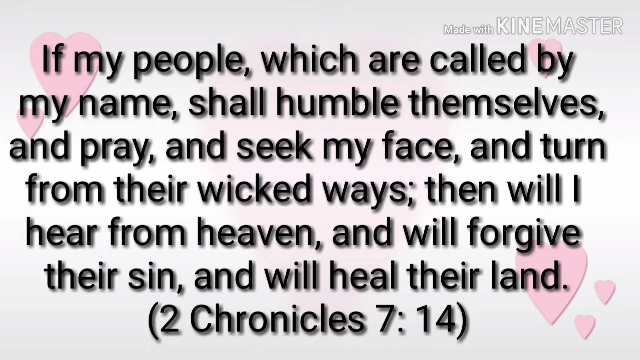 Made with KINEMASTER
If my people, which are called by
my name, shall humble themselves,
and pray, and seek my face, and turn
from their wicked ways; then will I
hear from heaven, and will forgive
their sin, and will heal their land.
(2 Chronicles 7: 14)